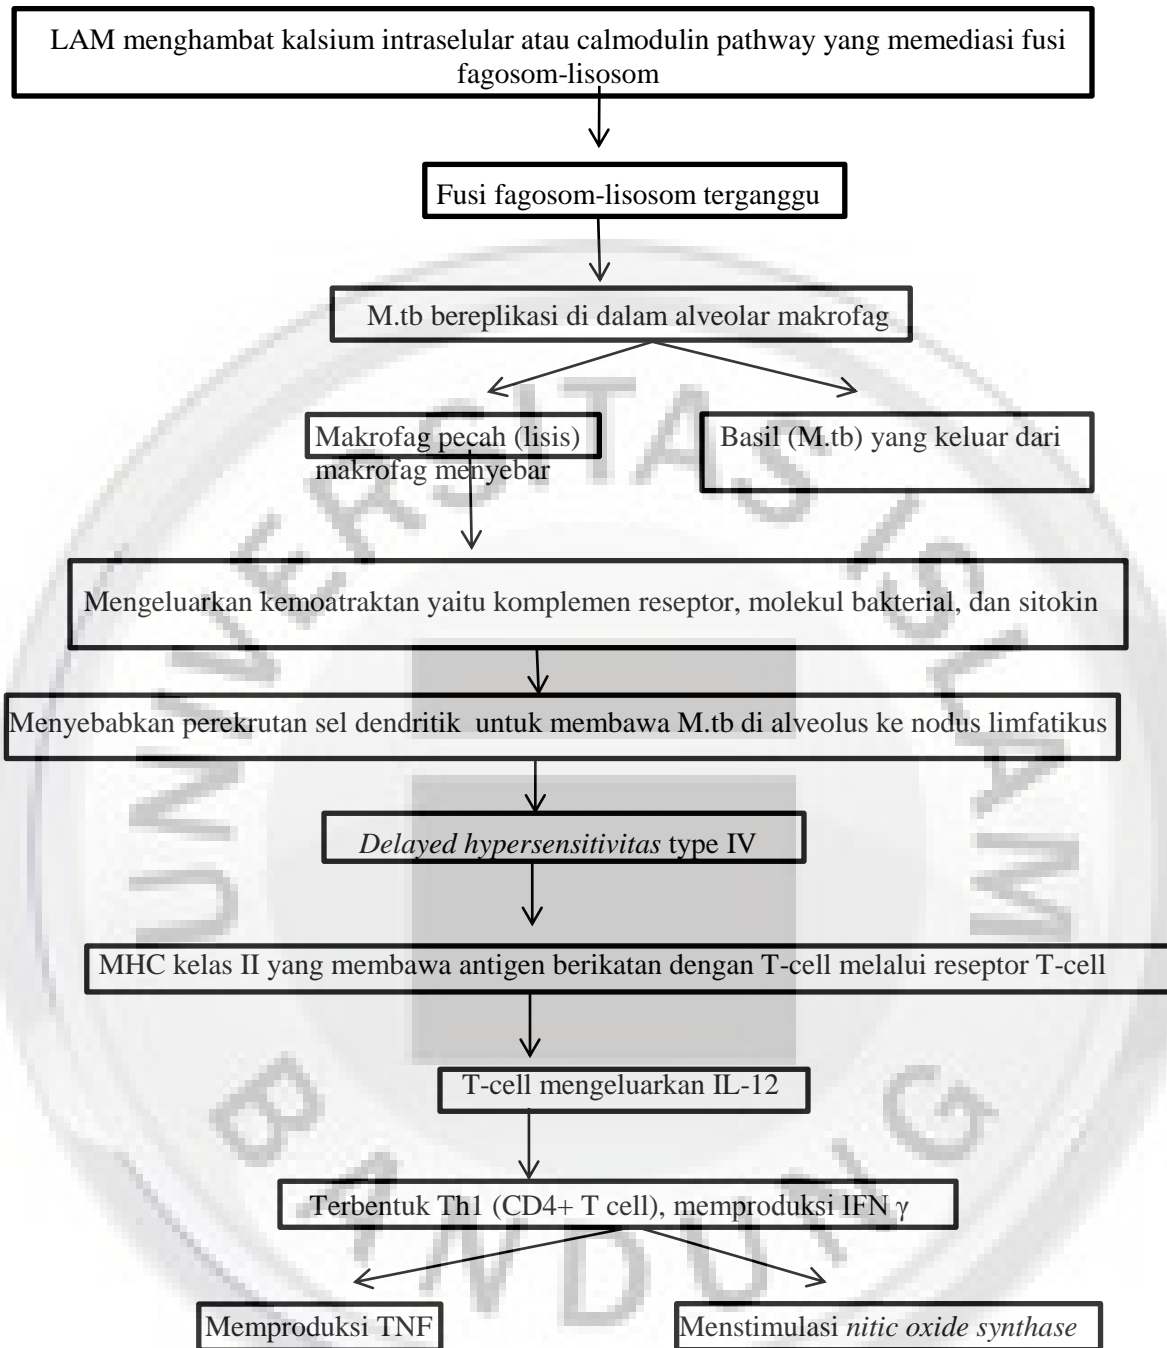 LAM menghambat kalsium intraselular atau calmodulin pathway yang memediasi fusi
fagosom-lisosom
Fusi fagosom-lisosom terganggu
M.tb bereplikasi di dalam alveolar makrofag
Makrofag pecah (lisis)
makrofag menyebar
Basil (M.tb) yang keluar dari
Mengeluarkan kemoatraktan yaitu komplemen reseptor, molekul bakterial, dan sitokin
Menyebabkan perekrutan sel dendritik untuk membawa M.tb di alveolus ke nodus limfatikus
Delayed hypersensitivitas type IV
MHC kelas II yang membawa antigen berikatan dengan T-cell melalui reseptor T-cell
T-cell mengeluarkan IL-12
Terbentuk Th1 (CD4+ T cell), memproduksi IFN γ
Memproduksi TNF
Menstimulasi nitic oxide synthase
UNIVERSITAS ISLAM
BANDUNG